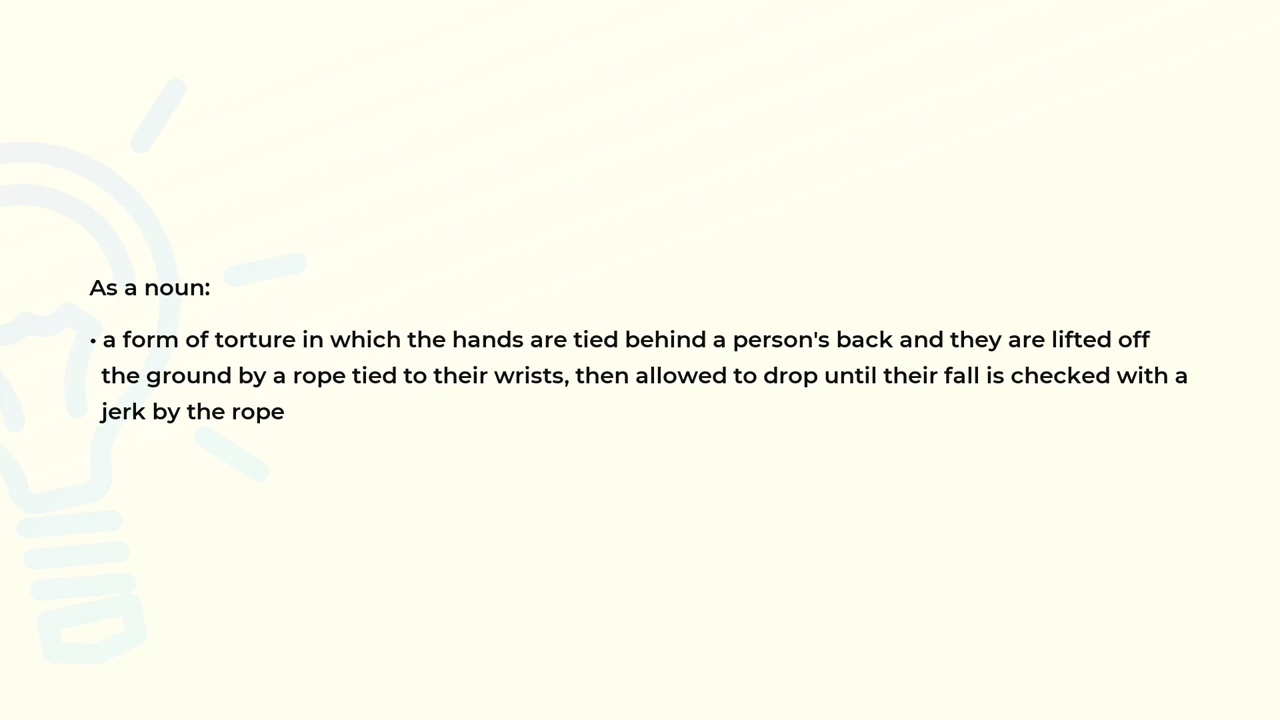 As a noun:
• a form of torture in which the hands are tied behind a person's back and they are lifted off
the ground by a rope tied to their wrists, then allowed to drop until their fall is checked with a
jerk by the rope